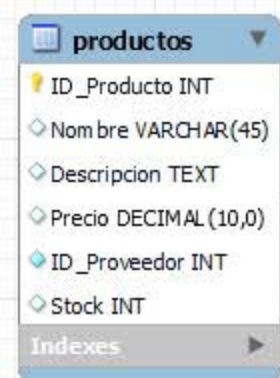 productos
ID_Producto INT
Nombre VARCHAR(45)
Descripcion TEXT
Precio DECIMAL(10,0)
ID_Proveedor INT
Stock INT
Indexes